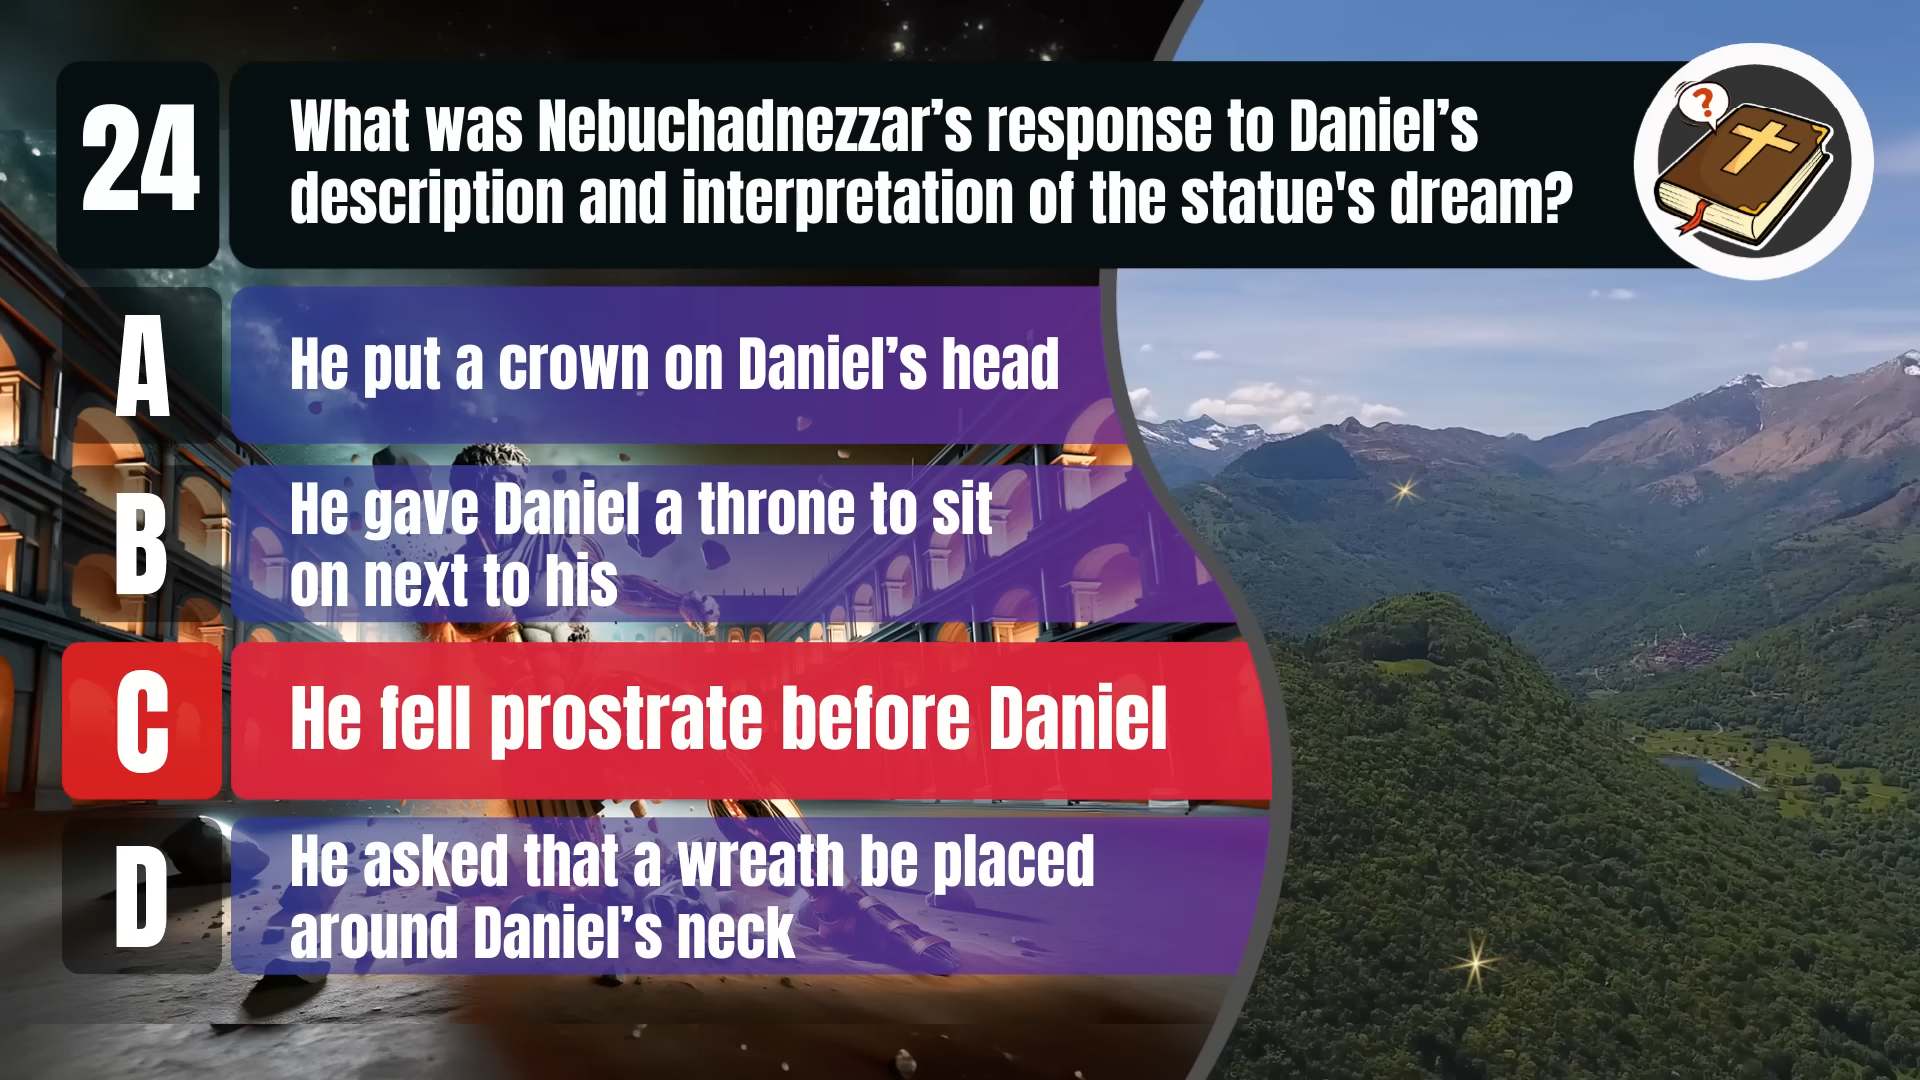 24
What was Nebuchadnezzar’s response to Daniel’s
description and interpretation of the statue's dream?
A
He put a crown on Daniel’s head
B
He gave Daniel a throne to sit
on next to his
C
He fell prostrate before Daniel
D
He asked that a wreath be placed
around Daniel’s neck
?